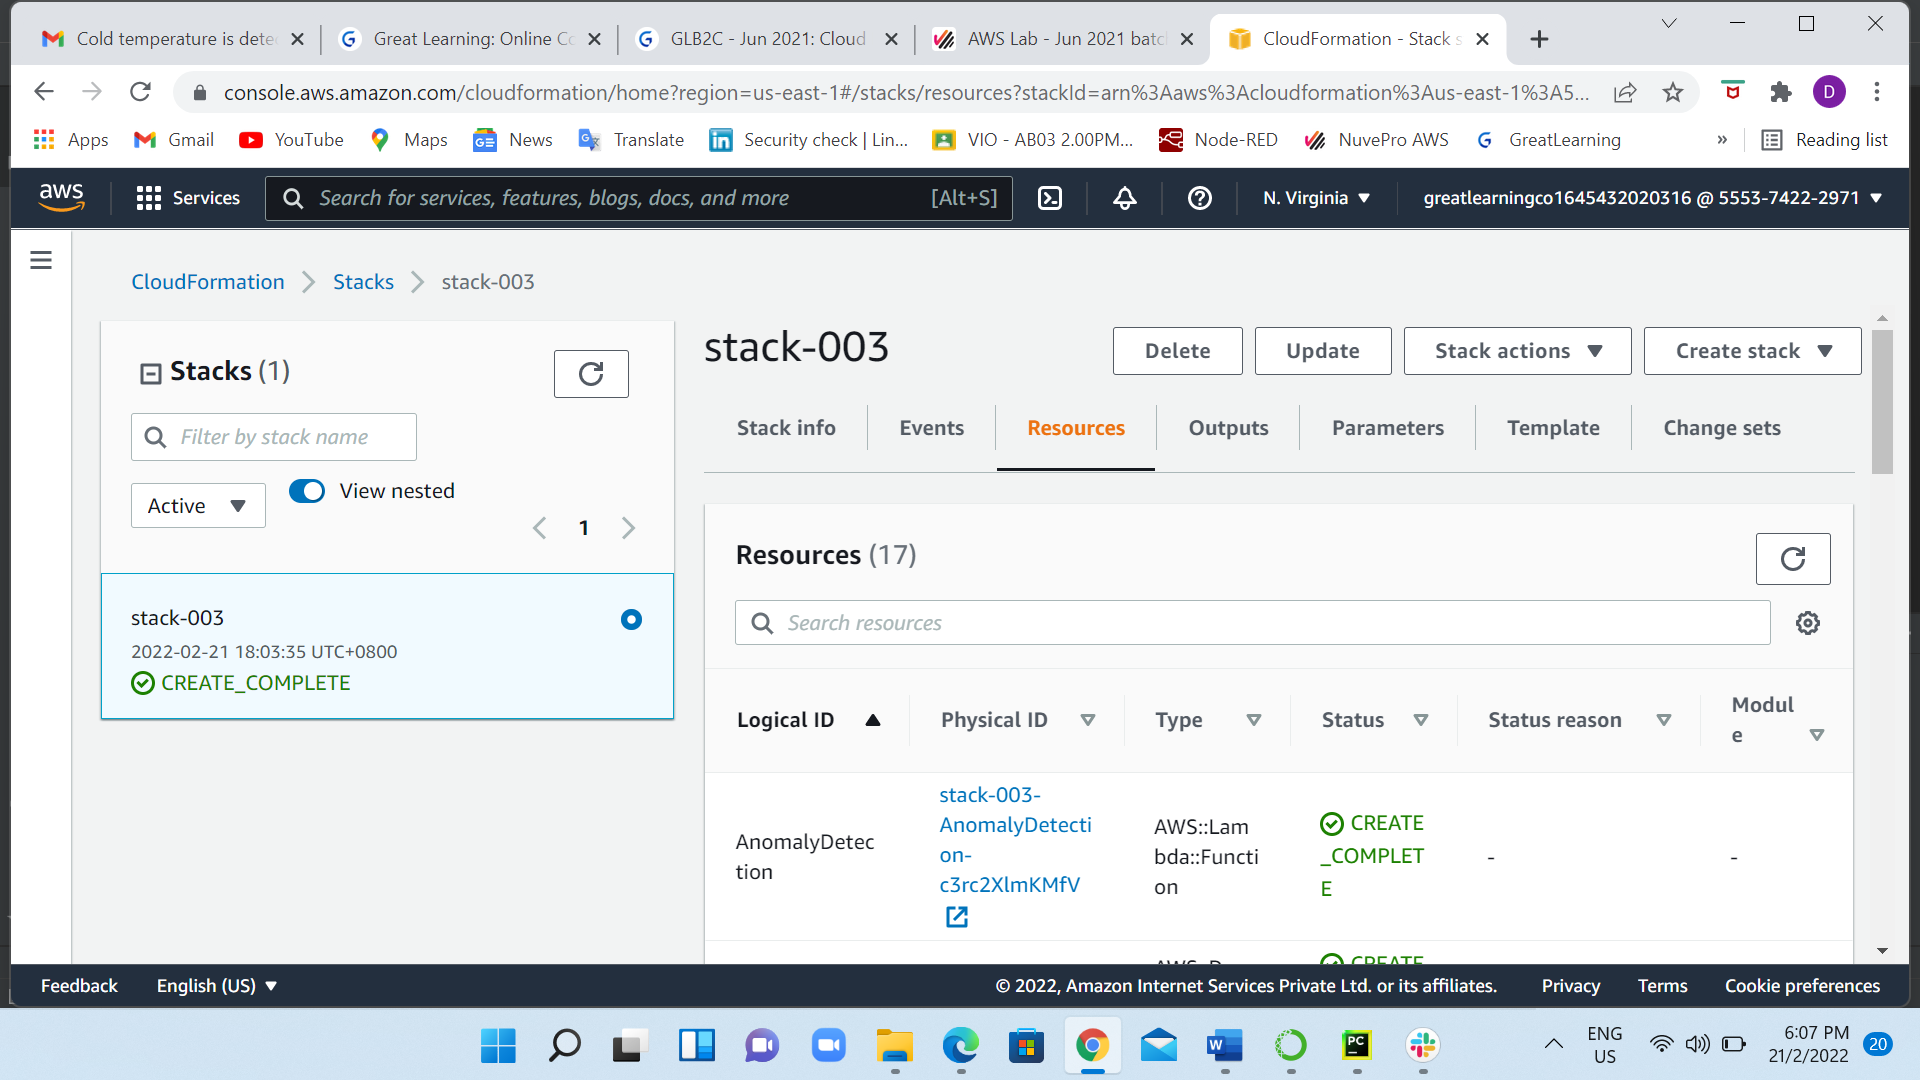 Cold temperature is dete
Great Learning: Online Co
GLB2C - Jun 2021: Cloud
AWS Lab - Jun 2021 batc
CloudFormation - Stack s
console.aws.amazon.com/cloudformation/home?region=us-east-1#/stacks/resources?stackId=arn%3Aaws%3Acloudformation%3Aus-east-1%3A5...
D
Apps
Gmail
YouTube
Maps
News
Translate
Security check | Lin...
VIO - AB03 2.00PM...
Node-RED
NuvePro AWS
GreatLearning
»
Reading list
aws
Services
Search for services, features, blogs, docs, and more
[Alt+S]
N. Virginia
greatlearningco1645432020316 @ 5553-7422-2971
CloudFormation
Stacks
stack-003
Stacks (1)
Filter by stack name
Active
View nested
1
stack-003
2022-02-21 18:03:35 UTC+0800
CREATE_COMPLETE
stack-003
Delete
Update
Stack actions
Create stack
Stack info
Events
Resources
Outputs
Parameters
Template
Change sets
Resources (17)
Search resources
Logical ID
Physical ID
Type
Status
Status reason
Modul
e
AnomalyDetec
tion
stack-003-
AnomalyDetecti
on-
c3rc2XlmKMfV
AWS::Lam
bda::Functi
on
CREATE
_COMPLET
E
-
-
CREATE
Feedback
English (US)
© 2022, Amazon Internet Services Private Ltd. or its affiliates.
Privacy
Terms
Cookie preferences
W
PC
ENG
US
6:07 PM
21/2/2022
20